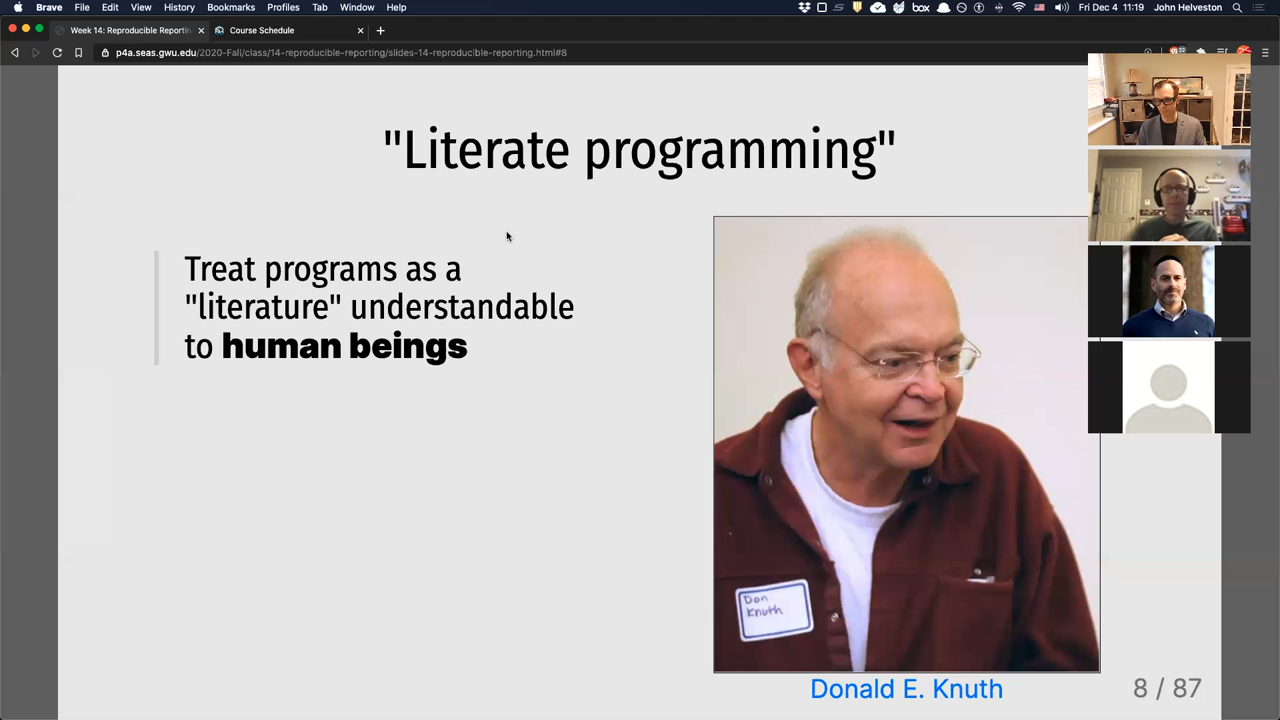 Brave File Edit View History Bookmarks Profiles Tab Window Help
box
Fri Dec 4 11:19 John Helveston
Week 14: Reproducible Reportin
Course Schedule
p4a.seas.gwu.edu/2020-Fall/class/14-reproducible-reporting/slides-14-reproducible-reporting.html#8
"Literate programming"
Treat programs as a
"literature" understandable
to human beings
Don
Knuth
Donald E. Knuth
8 / 87